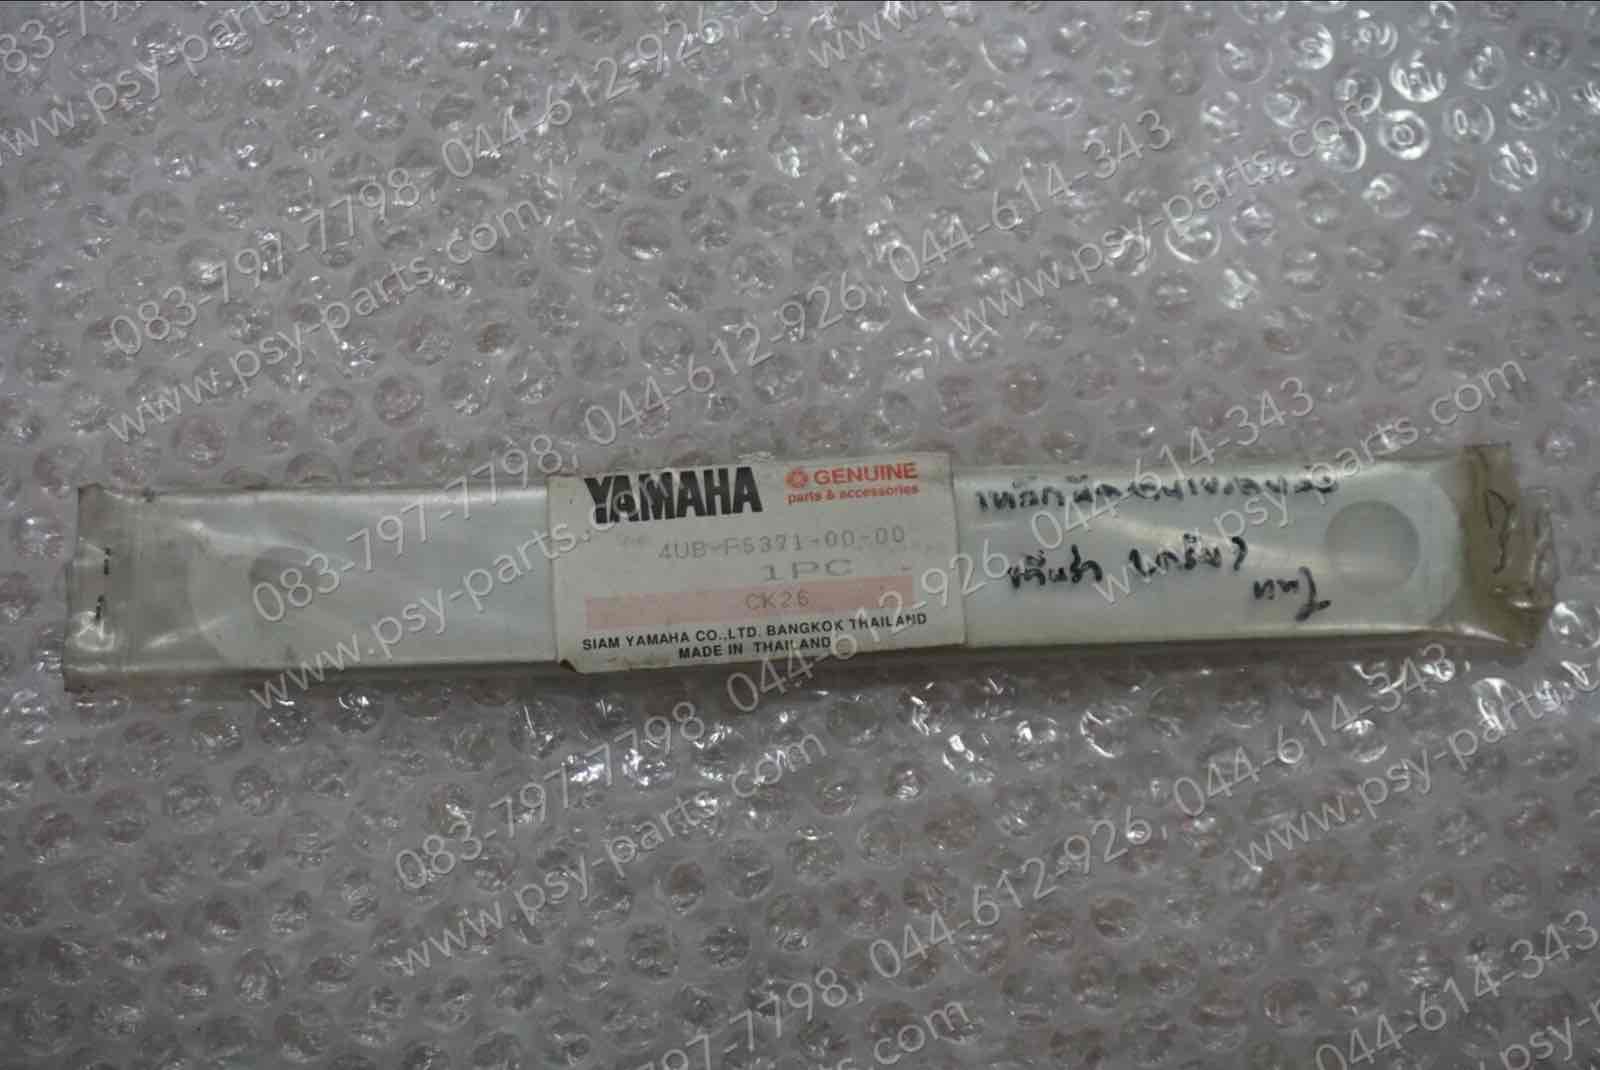 YAMAHA
GENUINE
parts & accessories
4UB-F5371-00-00
1PC
CK26
SIAM YAMAHA CO.,LTD. BANGKOK THAILAND
MADE IN THAILAND
083-797-7798, 044-612-926, 044-614-343
www.psy-parts.com